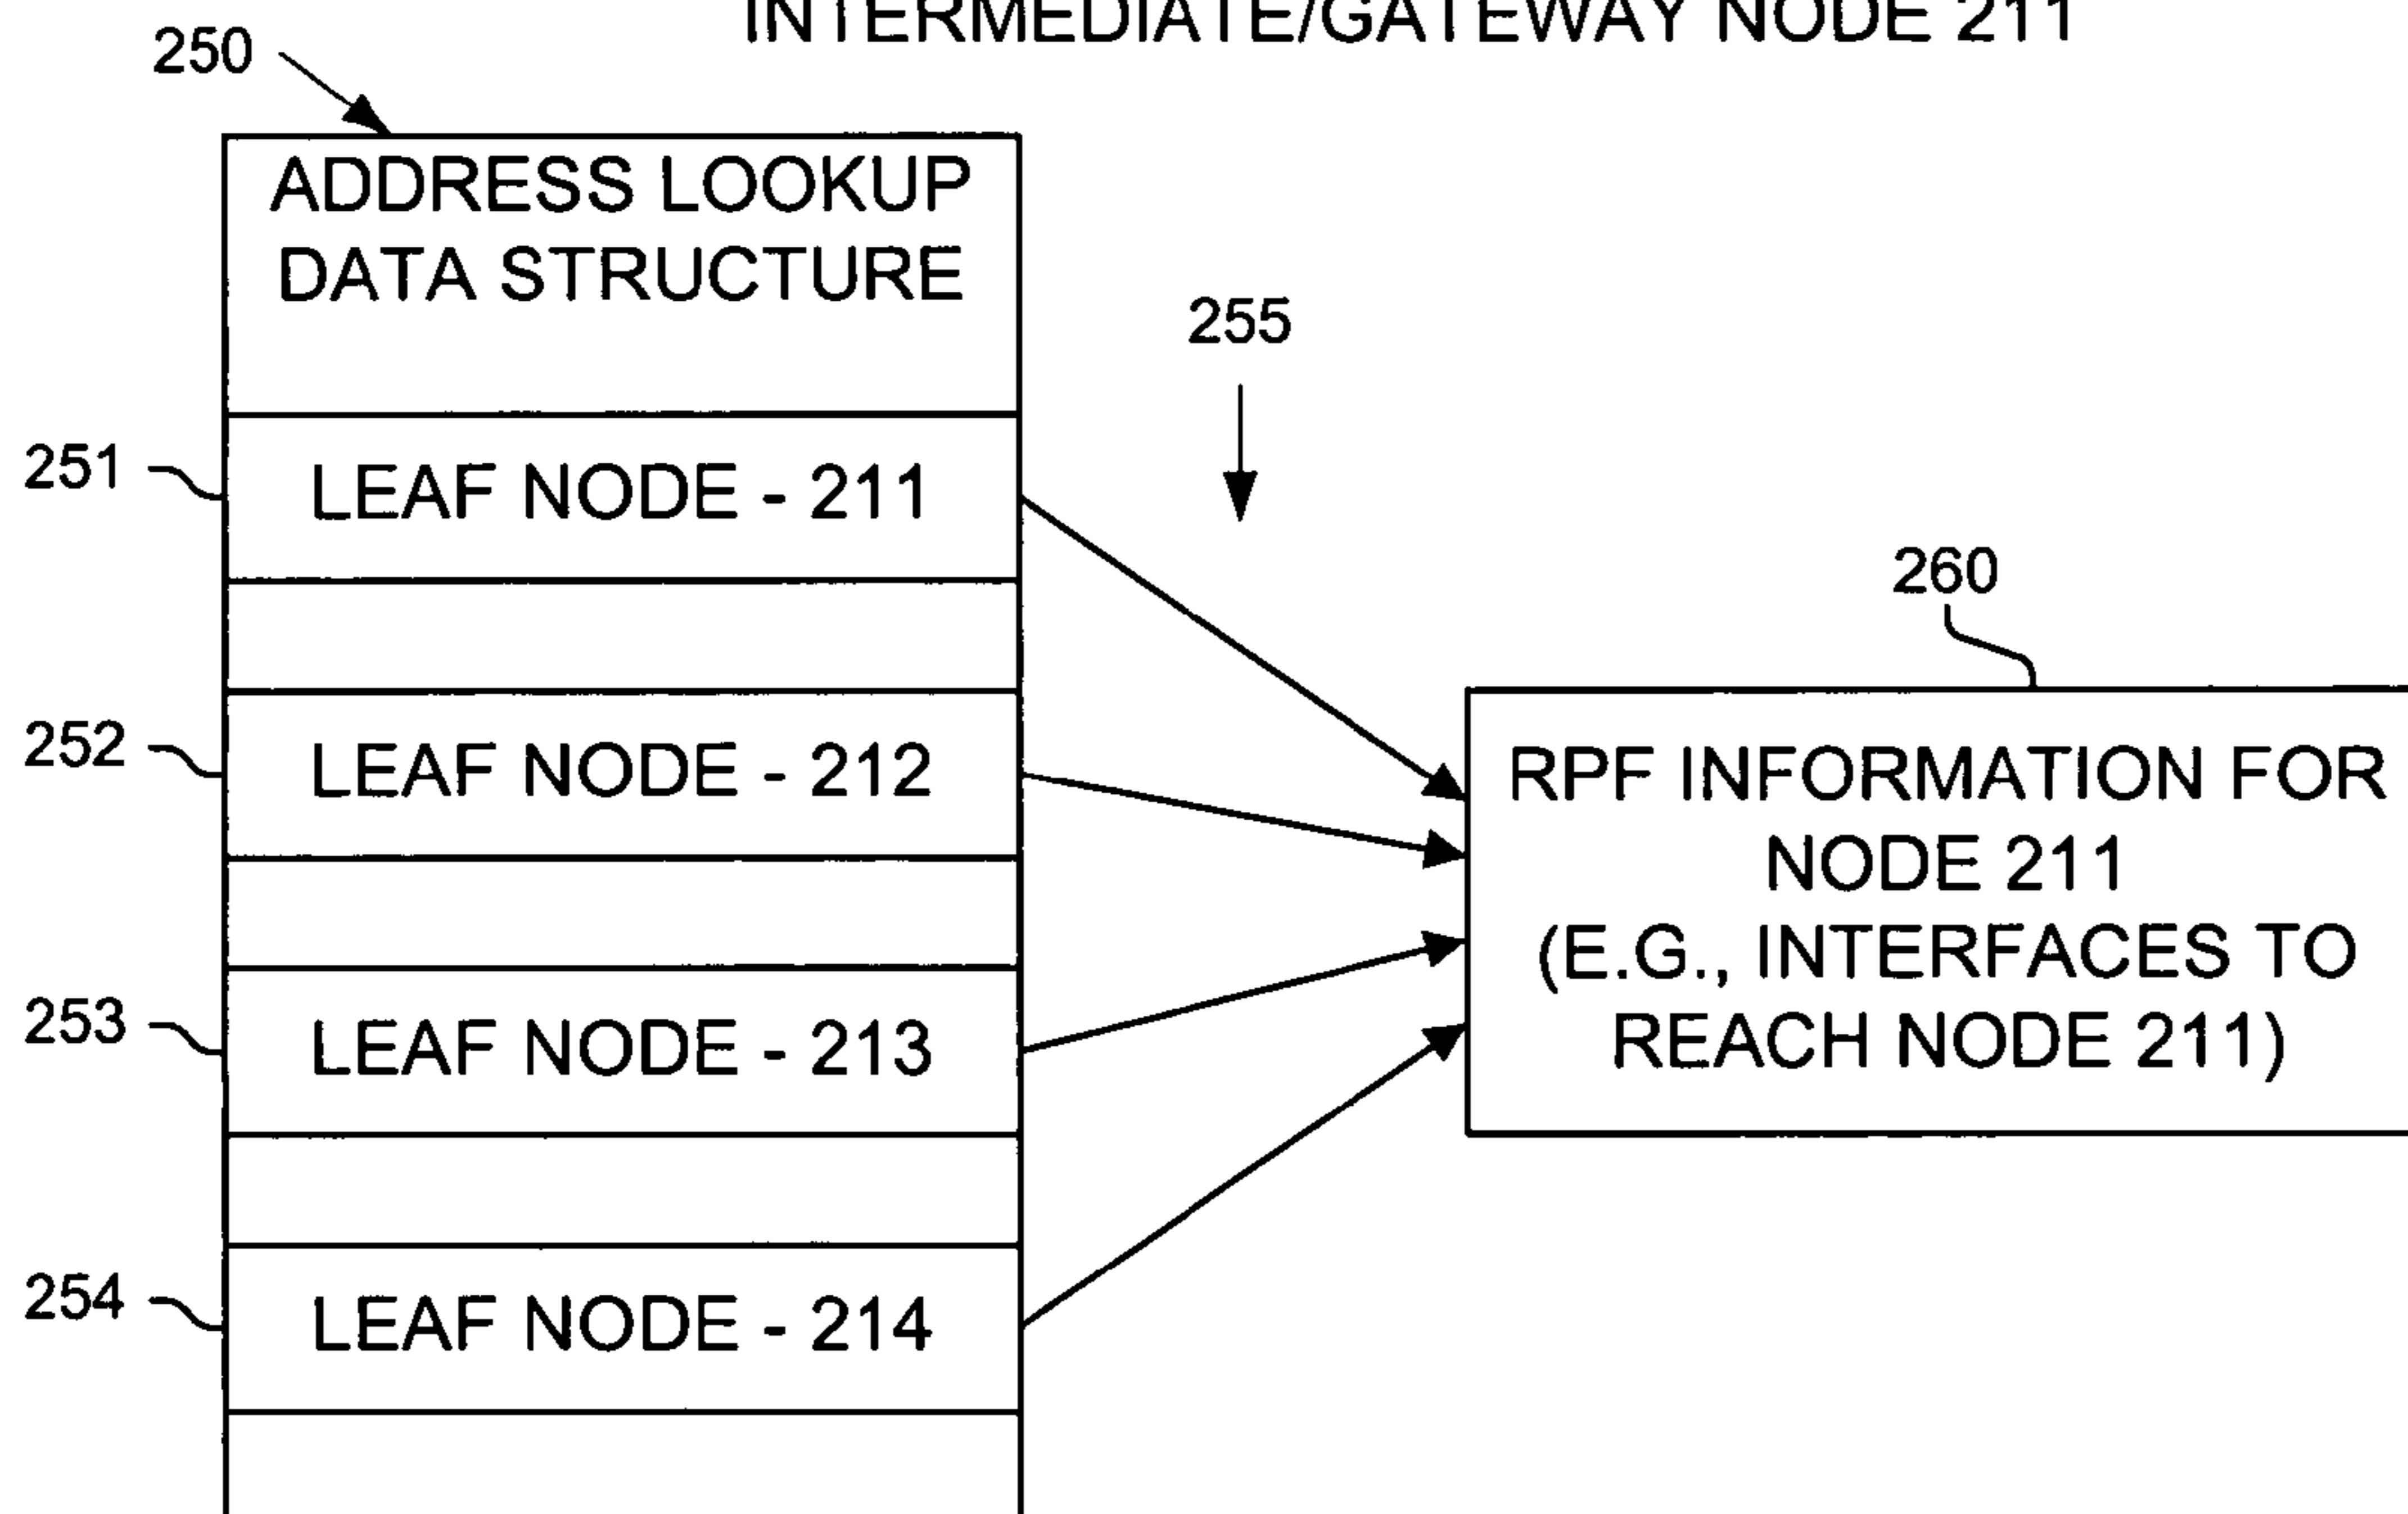 INTERMEDIATE/GATEWAY NODE 211
250
ADDRESS LOOKUP
DATA STRUCTURE
255
251
LEAF NODE - 211
260
252
LEAF NODE - 212
RPF INFORMATION FOR
NODE 211
(E.G., INTERFACES TO
REACH NODE 211)
253
LEAF NODE - 213
254
LEAF NODE - 214